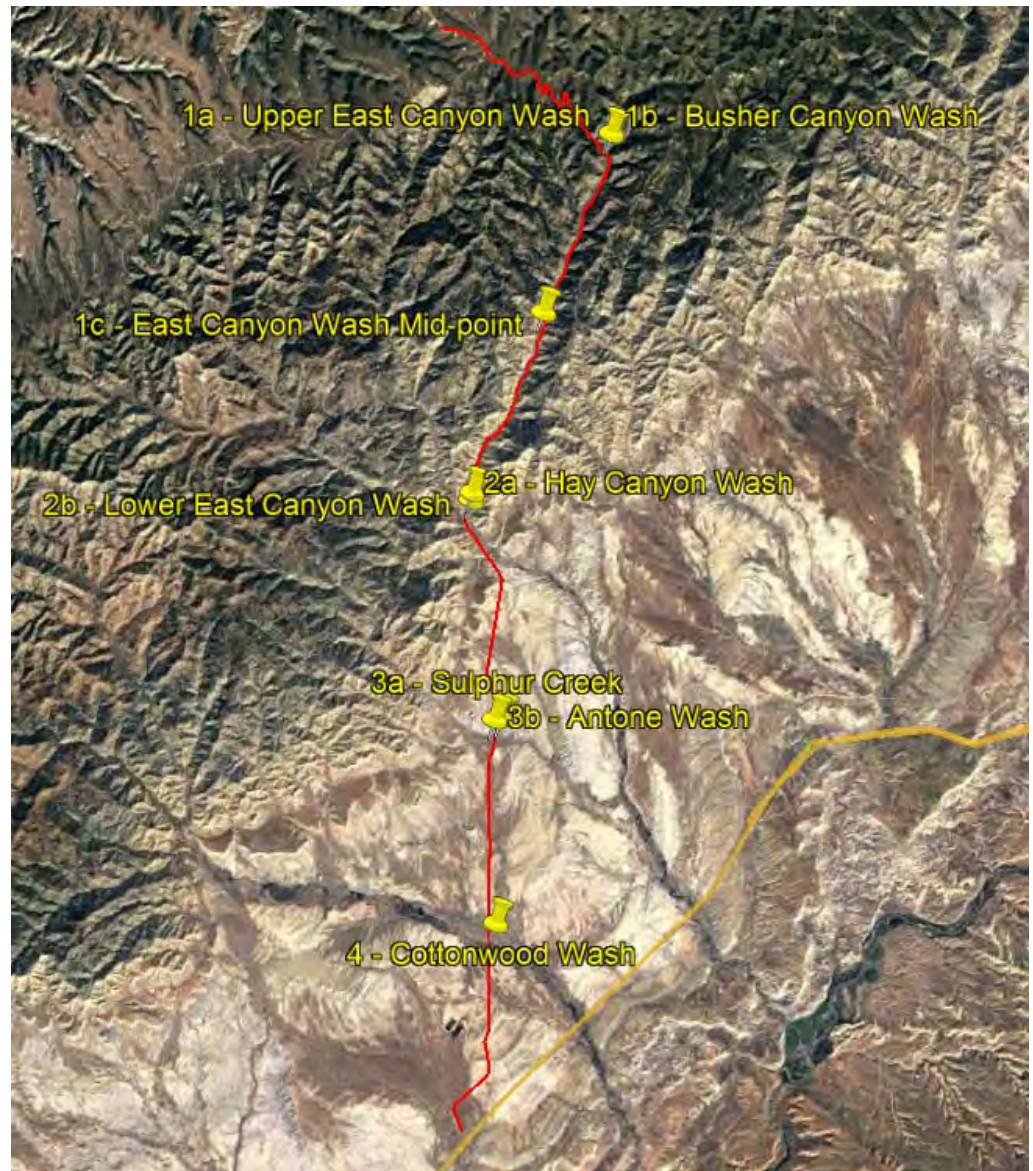 1a - Upper East Canyon Wash
1b - Busher Canyon Wash
1c - East Canyon Wash Mid-point
2a - Hay Canyon Wash
2b - Lower East Canyon Wash
3a - Sulphur Creek
3b - Antone Wash
4 - Cottonwood Wash